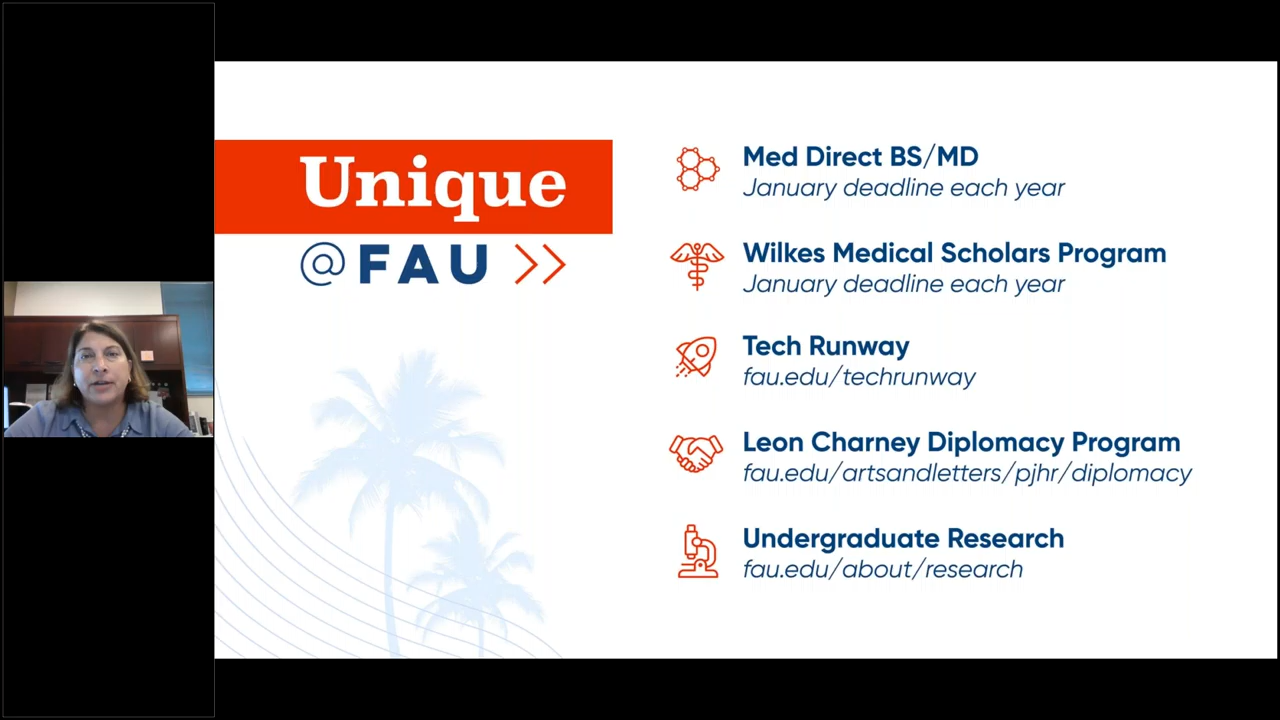 Unique
@FAU >>
Med Direct BS/MD
January deadline each year
Wilkes Medical Scholars Program
January deadline each year
Tech Runway
fau.edu/techrunway
Leon Charney Diplomacy Program
fau.edu/artsandletters/pjhr/diplomacy
Undergraduate Research
fau.edu/about/research